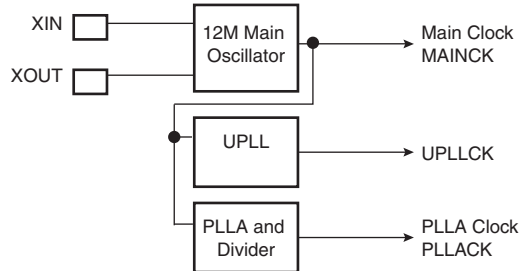 XIN
XOUT
12M Main
Oscillator
Main Clock
MAINCK
UPLL
UPLLCK
PLLA and
Divider
PLLA Clock
PLLACK